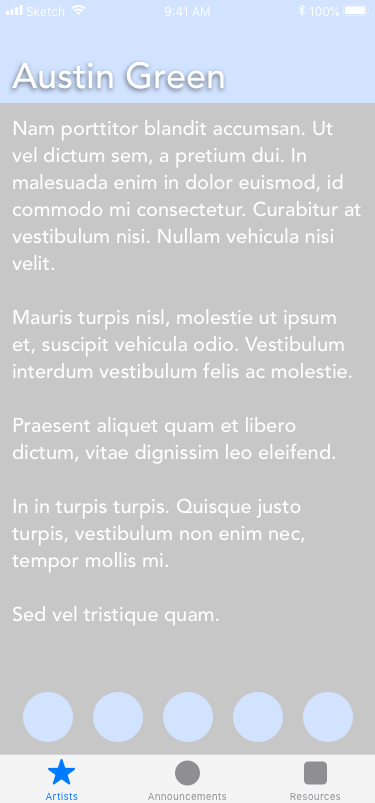 Sketch 9:41 AM 100%
Austin Green
Nam porttitor blandit accumsan. Ut
vel dictum sem, a pretium dui. In
malesuada enim in dolor euismod, id
commodo mi consectetur. Curabitur at
vestibulum nisi. Nullam vehicula nisi
velit.
Mauris turpis nisl, molestie ut ipsum
et, suscipit vehicula odio. Vestibulum
interdum vestibulum felis ac molestie.
Praesent aliquet quam et libero
dictum, vitae dignissim leo eleifend.
In in turpis turpis. Quisque justo
turpis, vestibulum non enim nec,
tempor mollis mi.
Sed vel tristique quam.
Artists Announcements Resources